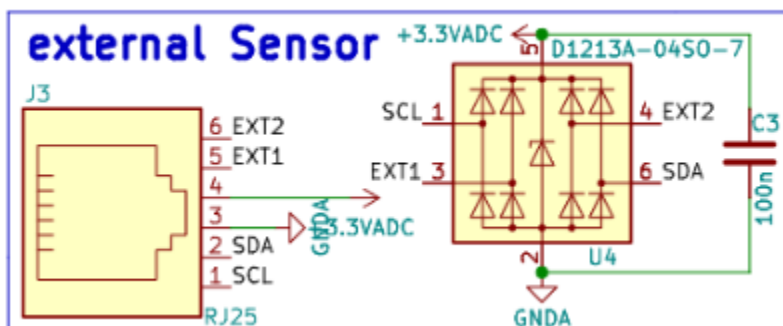 external Sensor
+3.3VADC
5
D1213A-04SO-7
J3
6 EXT2
5 EXT1
4
3
2 SDA
1 SCL
GNDA
+3.3VADC
RJ25
SCL 1
EXT1 3
4 EXT2
6 SDA
2
U4
GNDA
C3
100n